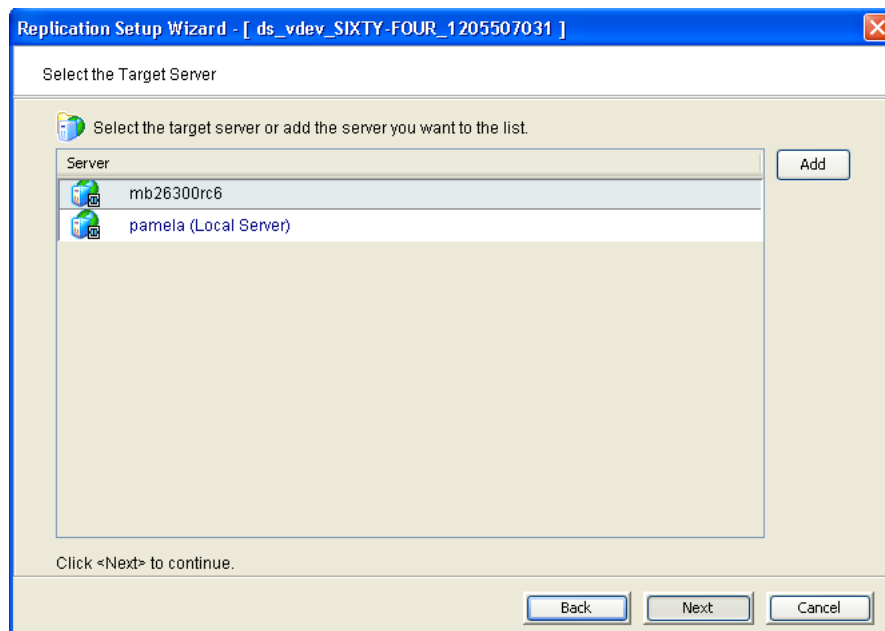 Replication Setup Wizard - [ ds_vdev_SIXTY-FOUR_1205507031 ]
Select the Target Server
Select the target server or add the server you want to the list.
Server
Add
mb26300rc6
pamela (Local Server)
Click <Next> to continue.
Back Next Cancel